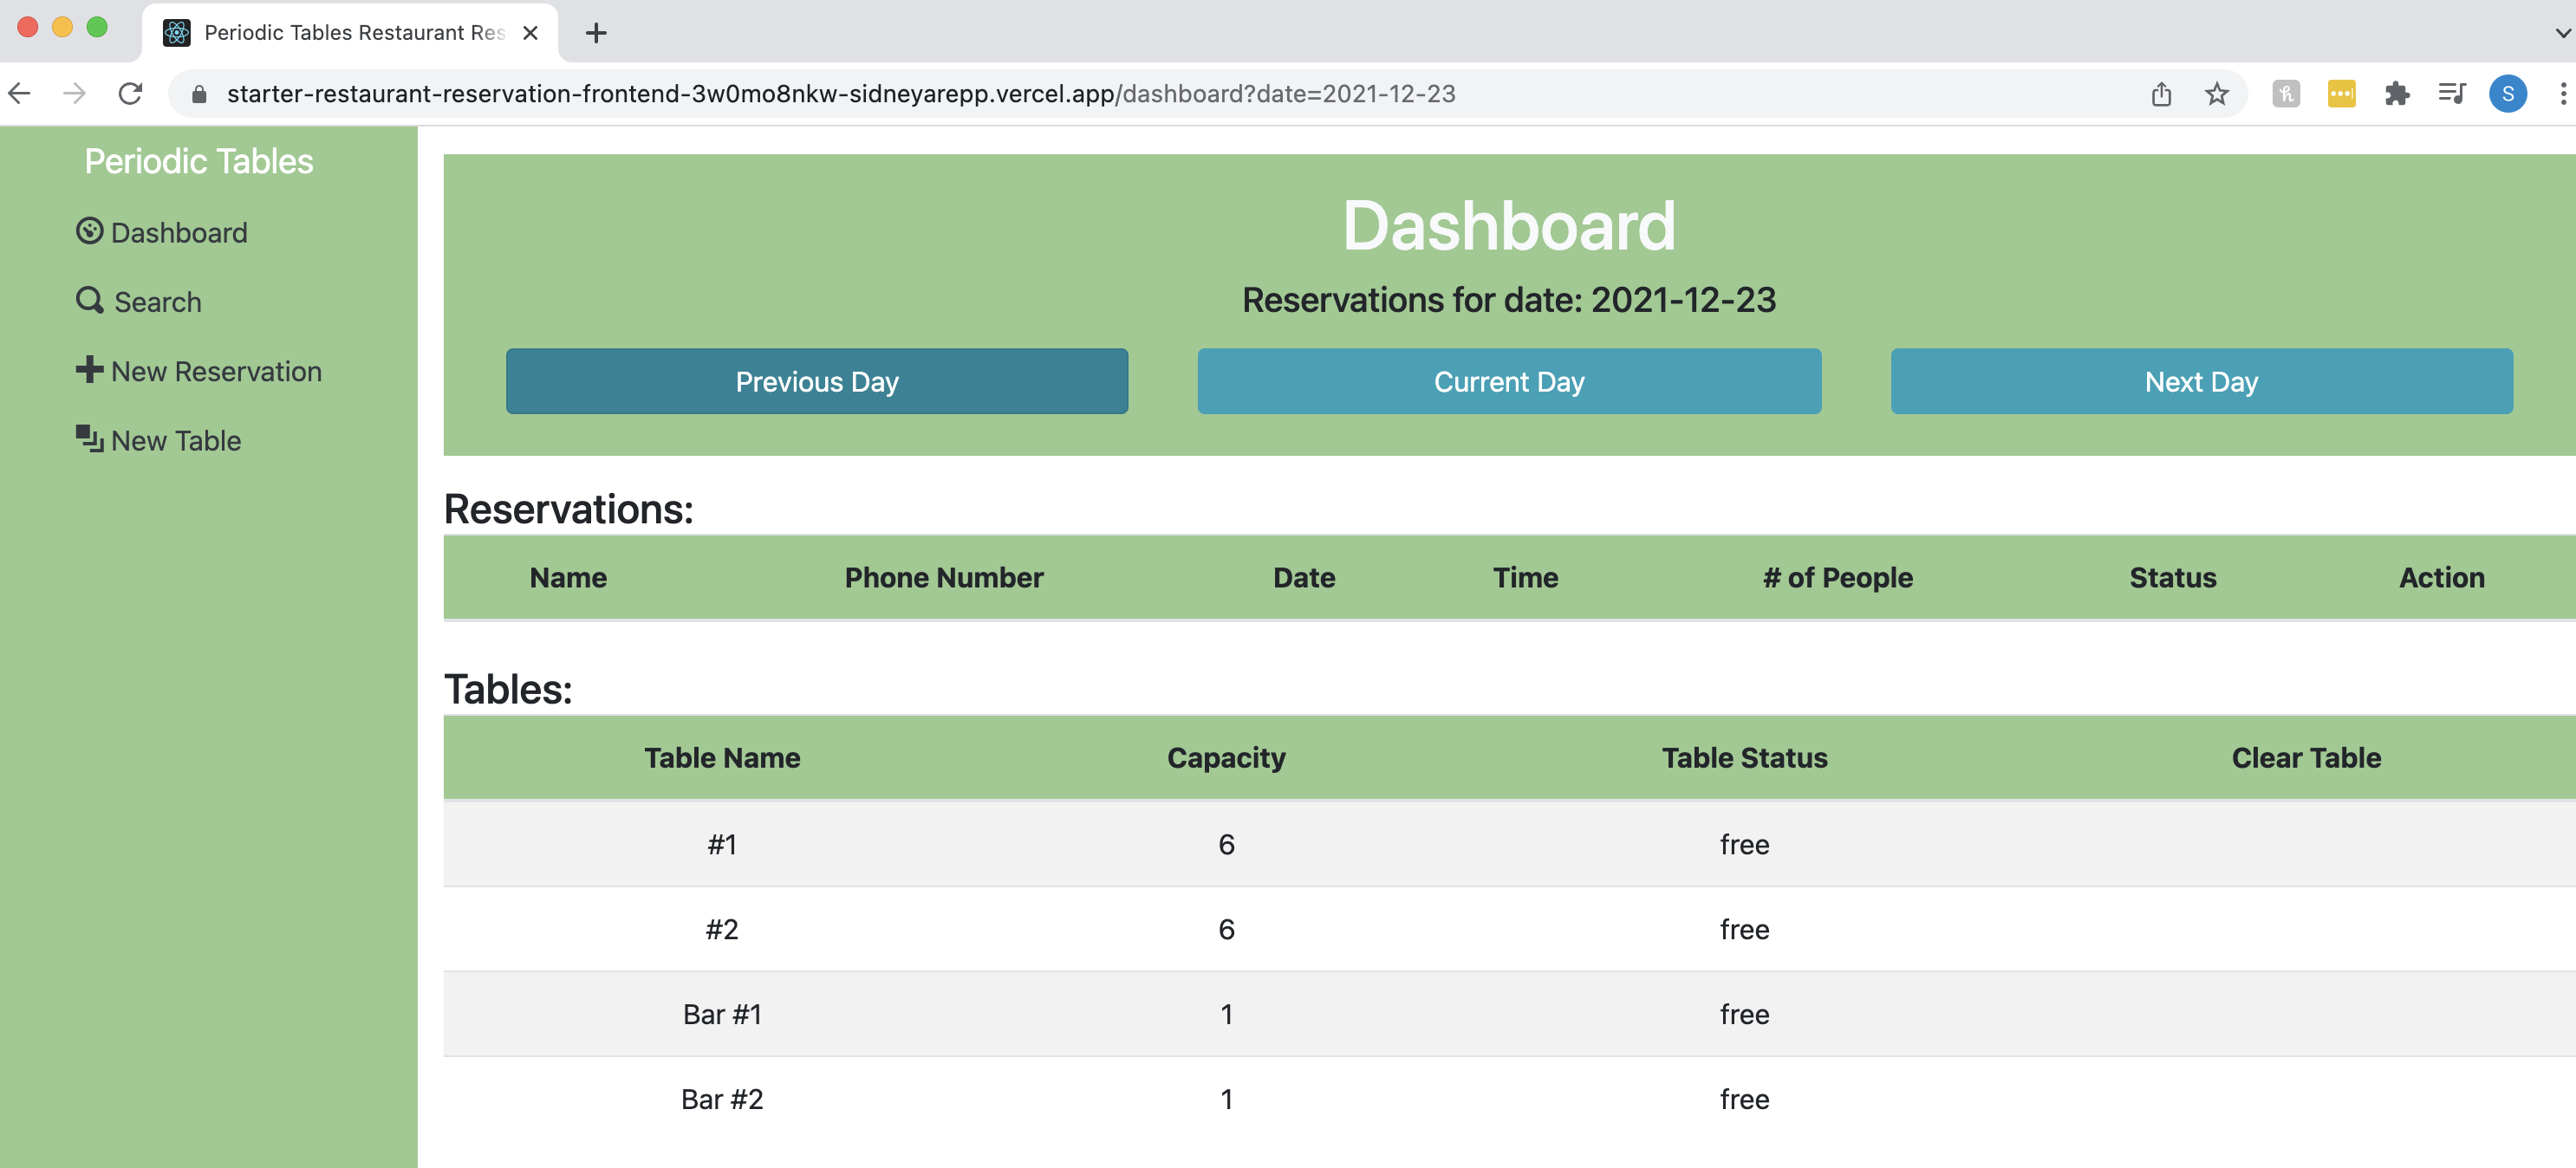 Periodic Tables Restaurant Res
starter-restaurant-reservation-frontend-3w0mo8nkw-sidneyarepp.vercel.app/dashboard?date=2021-12-23
S
Periodic Tables
Dashboard
Search
New Reservation
New Table
Dashboard
Reservations for date: 2021-12-23
Previous Day Current Day Next Day
Reservations:
Name Phone Number Date Time # of People Status Action
Tables:
Table Name Capacity Table Status Clear Table
#1 6 free
#2 6 free
Bar #1 1 free
Bar #2 1 free